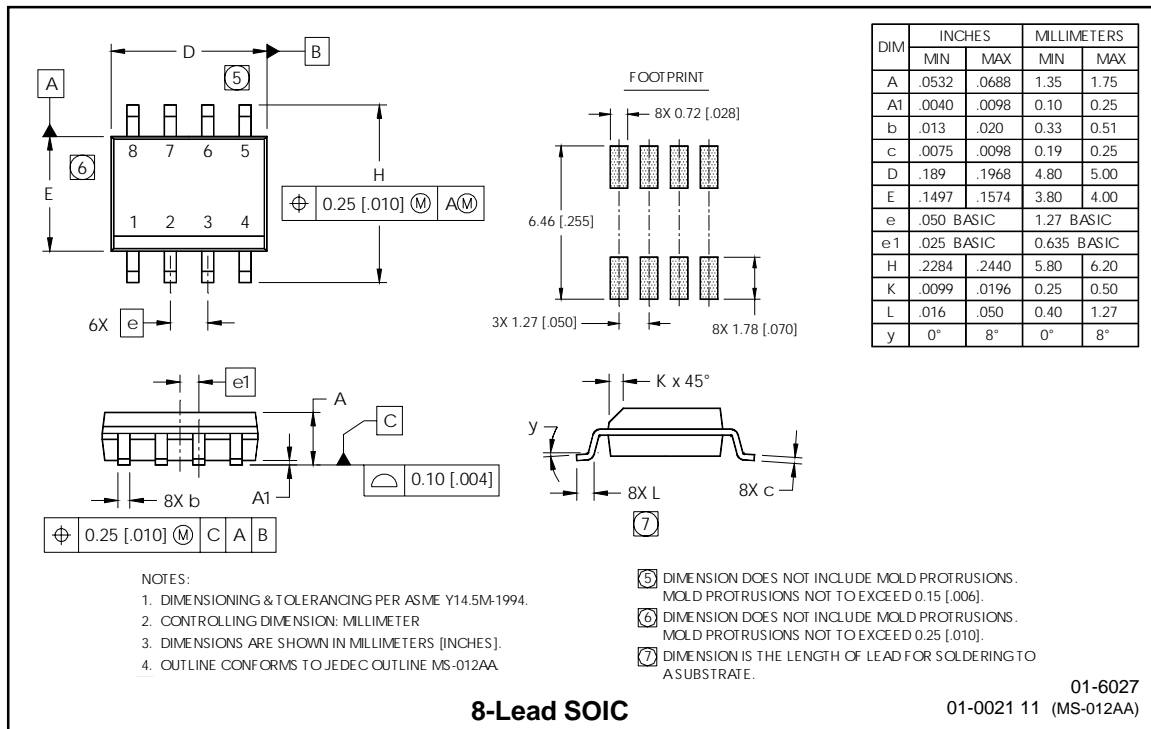 D
B
5
A
8 7 6 5
6
E
H
0.25 [.010] M A M
1 2 3 4
6X e
FOOTPRINT
8X 0.72 [.028]
6.46 [.255]
3X 1.27 [.050]
8X 1.78 [.070]
DIM INCHES MILLIMETERS
MIN MAX MIN MAX
A .0532 .0688 1.35 1.75
A1 .0040 .0098 0.10 0.25
b .013 .020 0.33 0.51
c .0075 .0098 0.19 0.25
D .189 .1968 4.80 5.00
E .1497 .1574 3.80 4.00
e .050 BASIC 1.27 BASIC
e1 .025 BASIC 0.635 BASIC
H .2284 .2440 5.80 6.20
K .0099 .0196 0.25 0.50
L .016 .050 0.40 1.27
y 0° 8° 0° 8°
e1
A
C
A1
8X b
0.10 [.004]
0.25 [.010] M C A B
K x 45°
y
8X L
7
8X c
NOTES:
1. DIMENSIONING & TOLERANCING PER ASME Y14.5M-1994.
2. CONTROLLING DIMENSION: MILLIMETER
3. DIMENSIONS ARE SHOWN IN MILLIMETERS [INCHES].
4. OUTLINE CONFORMS TO JEDEC OUTLINE MS-012AA.
5 DIMENSION DOES NOT INCLUDE MOLD PROTRUSIONS.
MOLD PROTRUSIONS NOT TO EXCEED 0.15 [.006].
6 DIMENSION DOES NOT INCLUDE MOLD PROTRUSIONS.
MOLD PROTRUSIONS NOT TO EXCEED 0.25 [.010].
7 DIMENSION IS THE LENGTH OF LEAD FOR SOLDERING TO
A SUBSTRATE.
8-Lead SOIC
01-6027
01-0021 11 (MS-012AA)